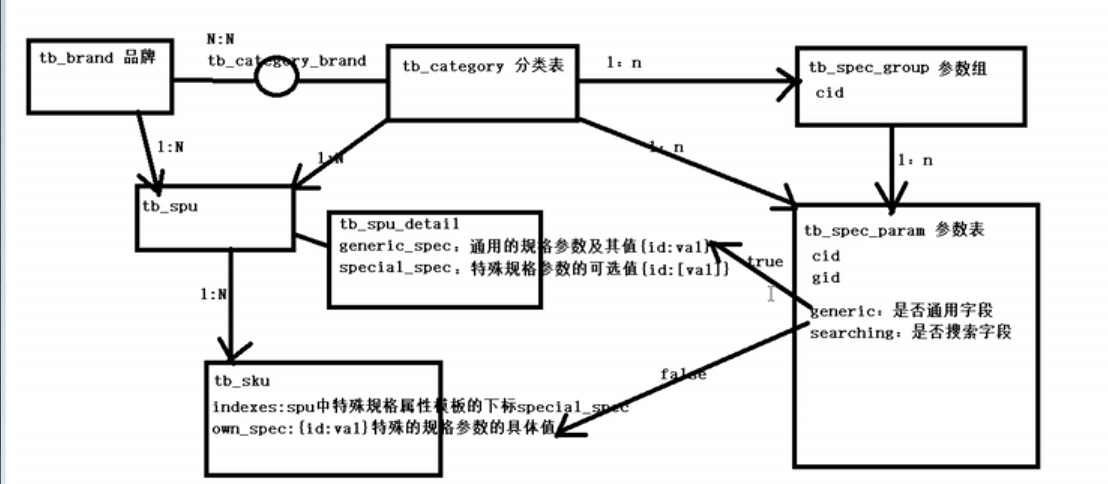 N:N
tb_brand 品牌
tb_category_brand
tb_category 分类表
1: n
tb_spec_group 参数组
cid
1:N
1:N
1: n
1: n
tb_spu
tb_spu_detail
generic_spec: 通用的规格参数及其值{id:val}
special_spec: 特殊规格参数的可选值{id:[val]}
tb_spec_param 参数表
cid
gid
true
generic: 是否通用字段
searching: 是否搜索字段
1:N
false
tb_sku
indexes:spu中特殊规格属性模板的下标special_spec
own_spec:{id:val}特殊的规格参数的具体值